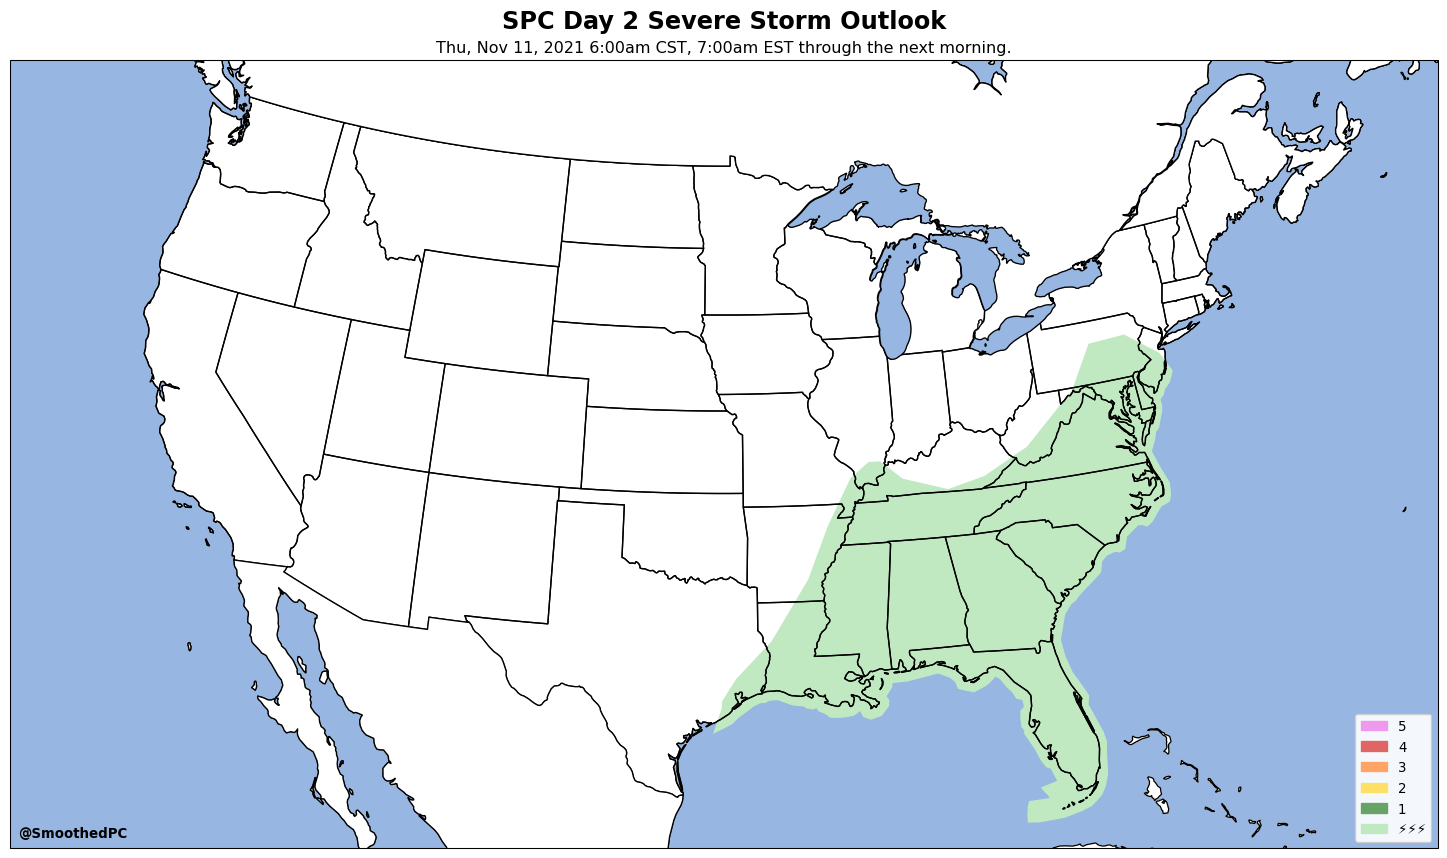 SPC Day 2 Severe Storm Outlook
Thu, Nov 11, 2021 6:00am CST, 7:00am EST through the next morning.
5
4
3
2
1
⚡⚡⚡
@SmoothedPC